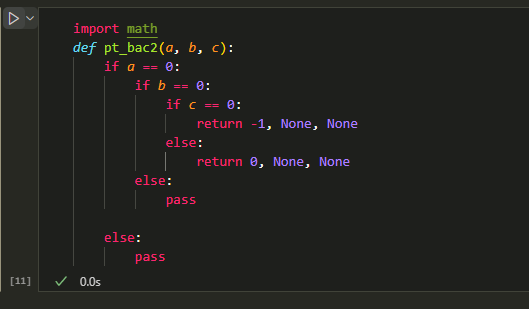 import math
def pt_bac2(a, b, c):
    if a == 0:
        if b == 0:
            if c == 0:
                return -1, None, None
            else:
                return 0, None, None
        else:
            pass

    else:
        pass
[11] 0.0s